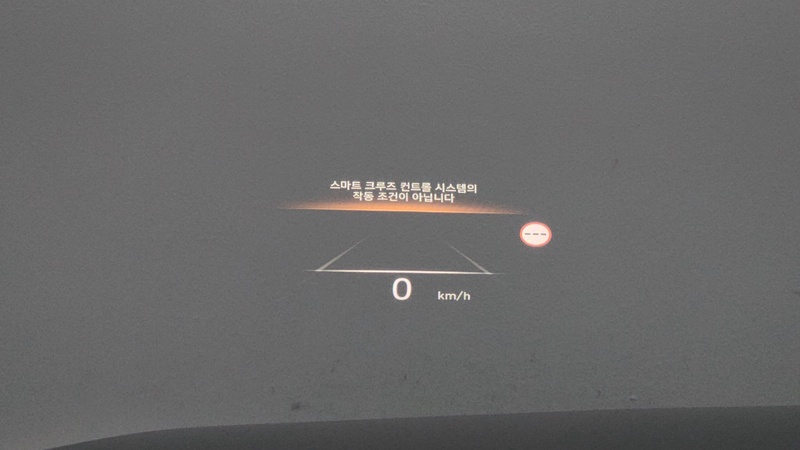 스마트 크루즈 컨트롤 시스템의
작동 조건이 아닙니다
---
0 km/h